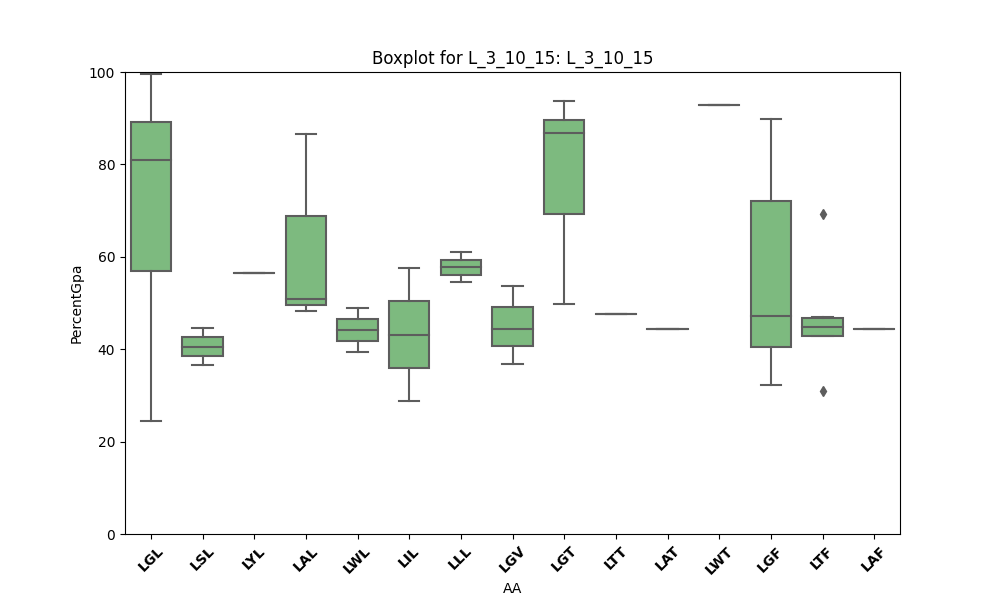 Boxplot for L_3_10_15: L_3_10_15
100
80
60
40
20
0
PercentGpa
LGL
LSL
LYL
LAL
LWL
LIL
LLL
LGV
LGT
LTT
LAT
LWT
LGF
LTF
LAF
AA